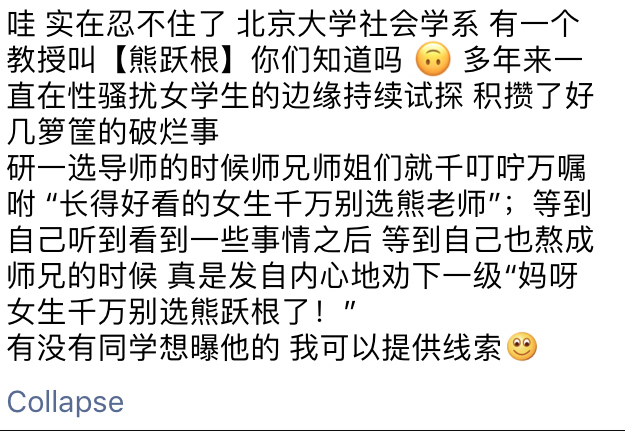 哇 实在忍不住了 北京大学社会学系 有一个
教授叫【熊跃根】你们知道吗 🙃 多年来一
直在性骚扰女学生的边缘持续试探 积攒了好
几箩筐的破烂事
研一选导师的时候师兄师姐们就千叮咛万嘱
咐 “长得好看的女生千万别选熊老师”；等到
自己听到看到一些事情之后 等到自己也熬成
师兄的时候 真是发自内心地劝下一级“妈呀
女生千万别选熊跃根了！”
有没有同学想曝他的 我可以提供线索🙂
Collapse